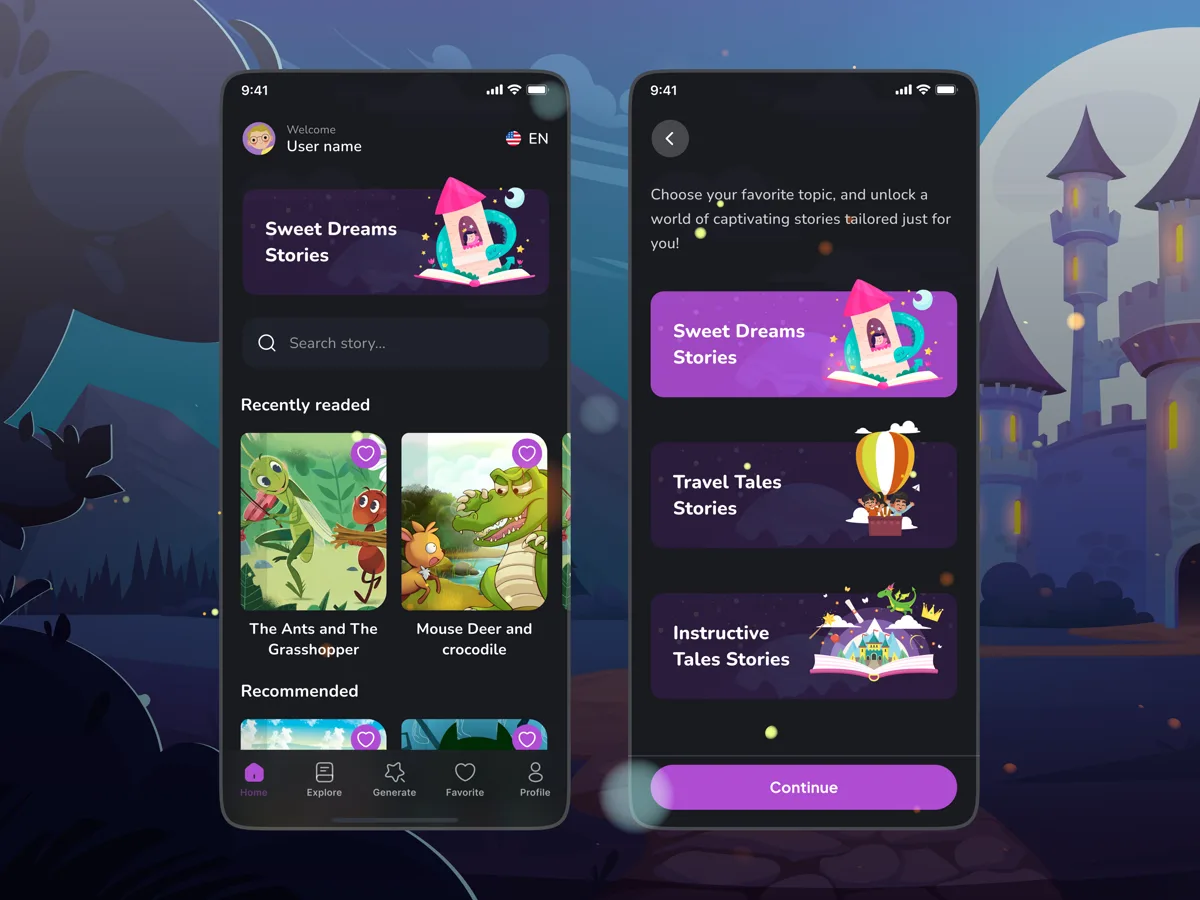 9:41
Welcome
User name
EN
Sweet Dreams
Stories
Search story...
Recently readed
The Ants and The
Grasshopper
Mouse Deer and
crocodile
Recommended
Home
Explore
Generate
Favorite
Profile
9:41
Choose your favorite topic, and unlock a
world of captivating stories tailored just for
you!
Sweet Dreams
Stories
Travel Tales
Stories
Instructive
Tales Stories
Continue